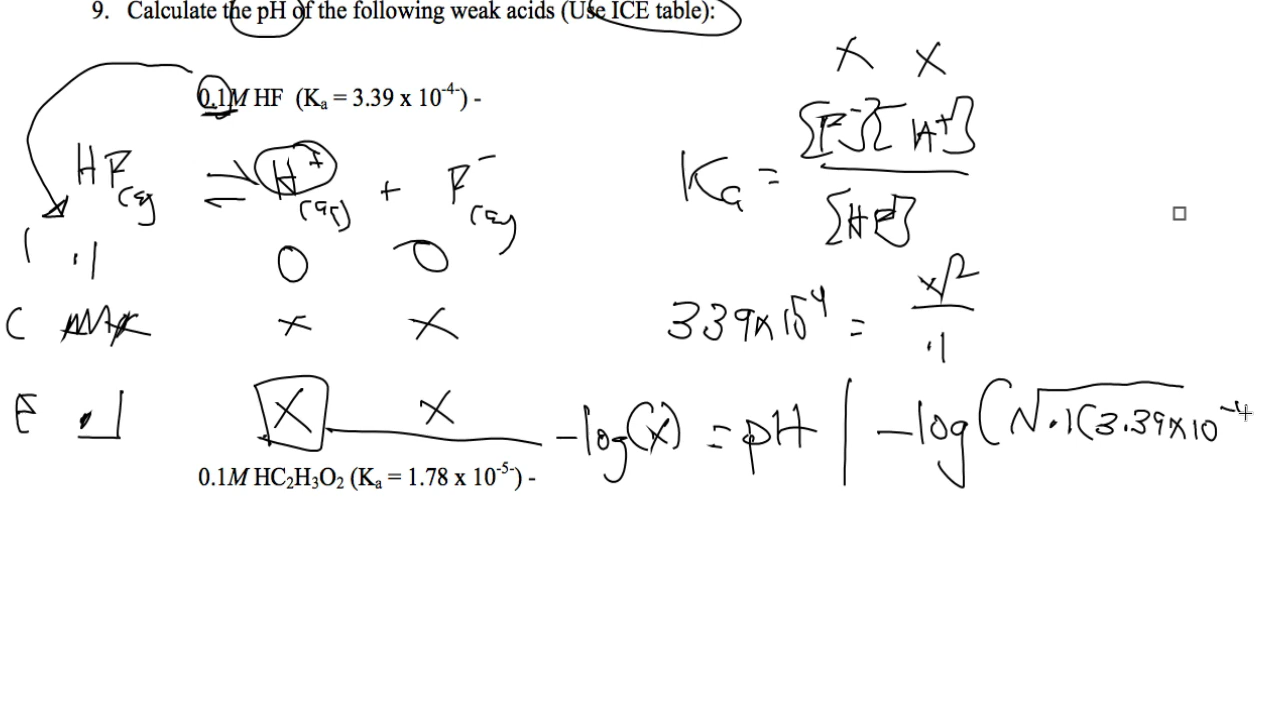 9. Calculate the pH of the following weak acids (Use ICE table):
0.1M HF (Kₐ = 3.39 x 10⁻⁴) -
HF(aq) ⇌ H⁺(aq) + F⁻(aq)
I .1 0 0
C x x
E .1 x x
x x
Ka = [F⁻][H⁺] / [HF]
339x10⁻⁴ = x² / .1
-log(x) = pH | -log(√.1(3.39x10⁻⁴
0.1M HC₂H₃O₂ (Kₐ = 1.78 x 10⁻⁵) -